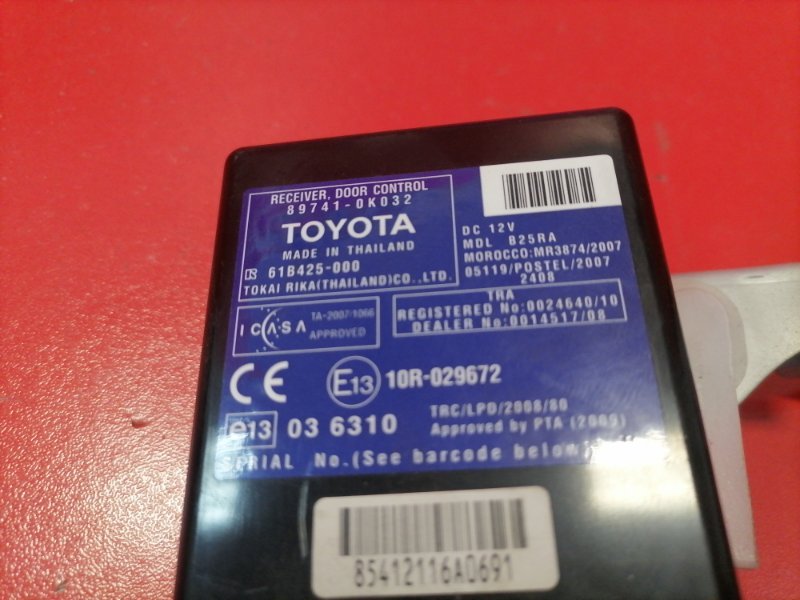 RECEIVER, DOOR CONTROL
89741-0K032
TOYOTA
MADE IN THAILAND
61B425-000
TOKAI RIKA(THAILAND)CO.,LTD.
DC 12V
MDL B25RA
MOROCCO:MR3874/2007
05119/POSTEL/2007
2408
ICASA
TA-2007/1066
APPROVED
TRA
REGISTERED No:0024640/10
DEALER No:0014517/08
CE
E13 10R-029672
e13 03 6310
TRC/LPD/2008/80
Approved by PTA (2009)
SERIAL No.(See barcode below)
85412116A0691